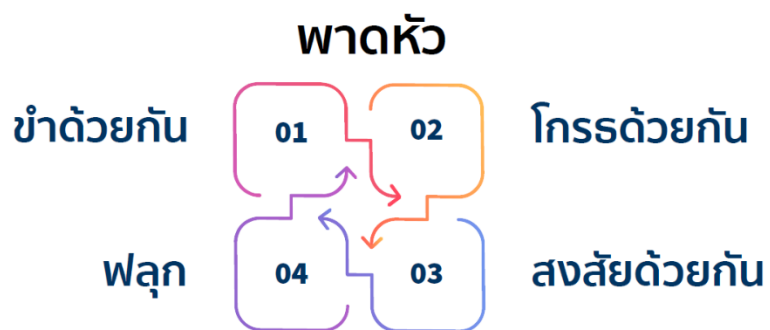 พาดหัว
ขำด้วยกัน
01
02
โกรธด้วยกัน
ฟลุก
04
03
สงสัยด้วยกัน